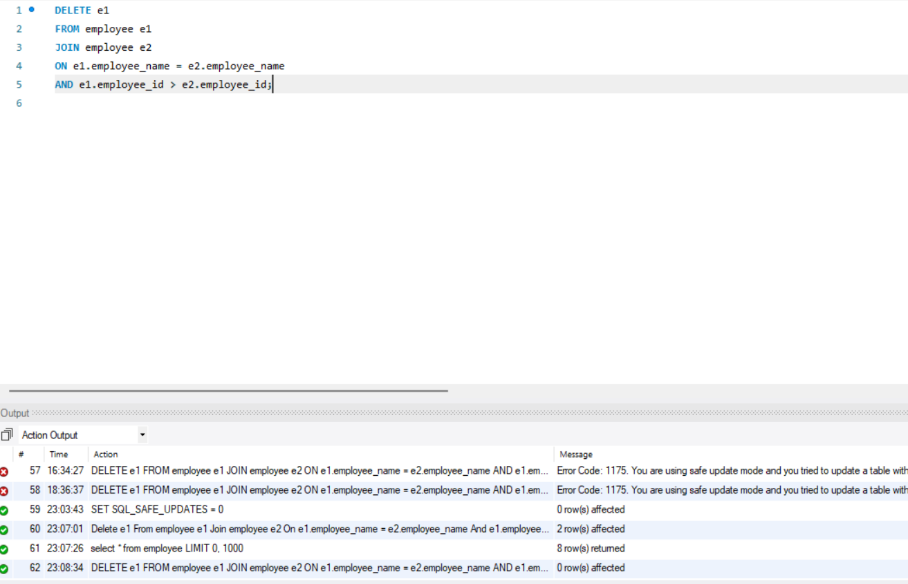 1 DELETE e1
2 FROM employee e1
3 JOIN employee e2
4 ON e1.employee_name = e2.employee_name
5 AND e1.employee_id > e2.employee_id;
6
Output
Action Output
# Time Action Message
57 16:34:27 DELETE e1 FROM employee e1 JOIN employee e2 ON e1.employee_name = e2.employee_name AND e1.em... Error Code: 1175. You are using safe update mode and you tried to update a table with
58 18:36:37 DELETE e1 FROM employee e1 JOIN employee e2 ON e1.employee_name = e2.employee_name AND e1.em... Error Code: 1175. You are using safe update mode and you tried to update a table with
59 23:03:43 SET SQL_SAFE_UPDATES = 0 0 row(s) affected
60 23:07:01 Delete e1 From employee e1 Join employee e2 On e1.employee_name = e2.employee_name And e1.employee... 2 row(s) affected
61 23:07:26 select * from employee LIMIT 0, 1000 8 row(s) returned
62 23:08:34 DELETE e1 FROM employee e1 JOIN employee e2 ON e1.employee_name = e2.employee_name AND e1.em... 0 row(s) affected